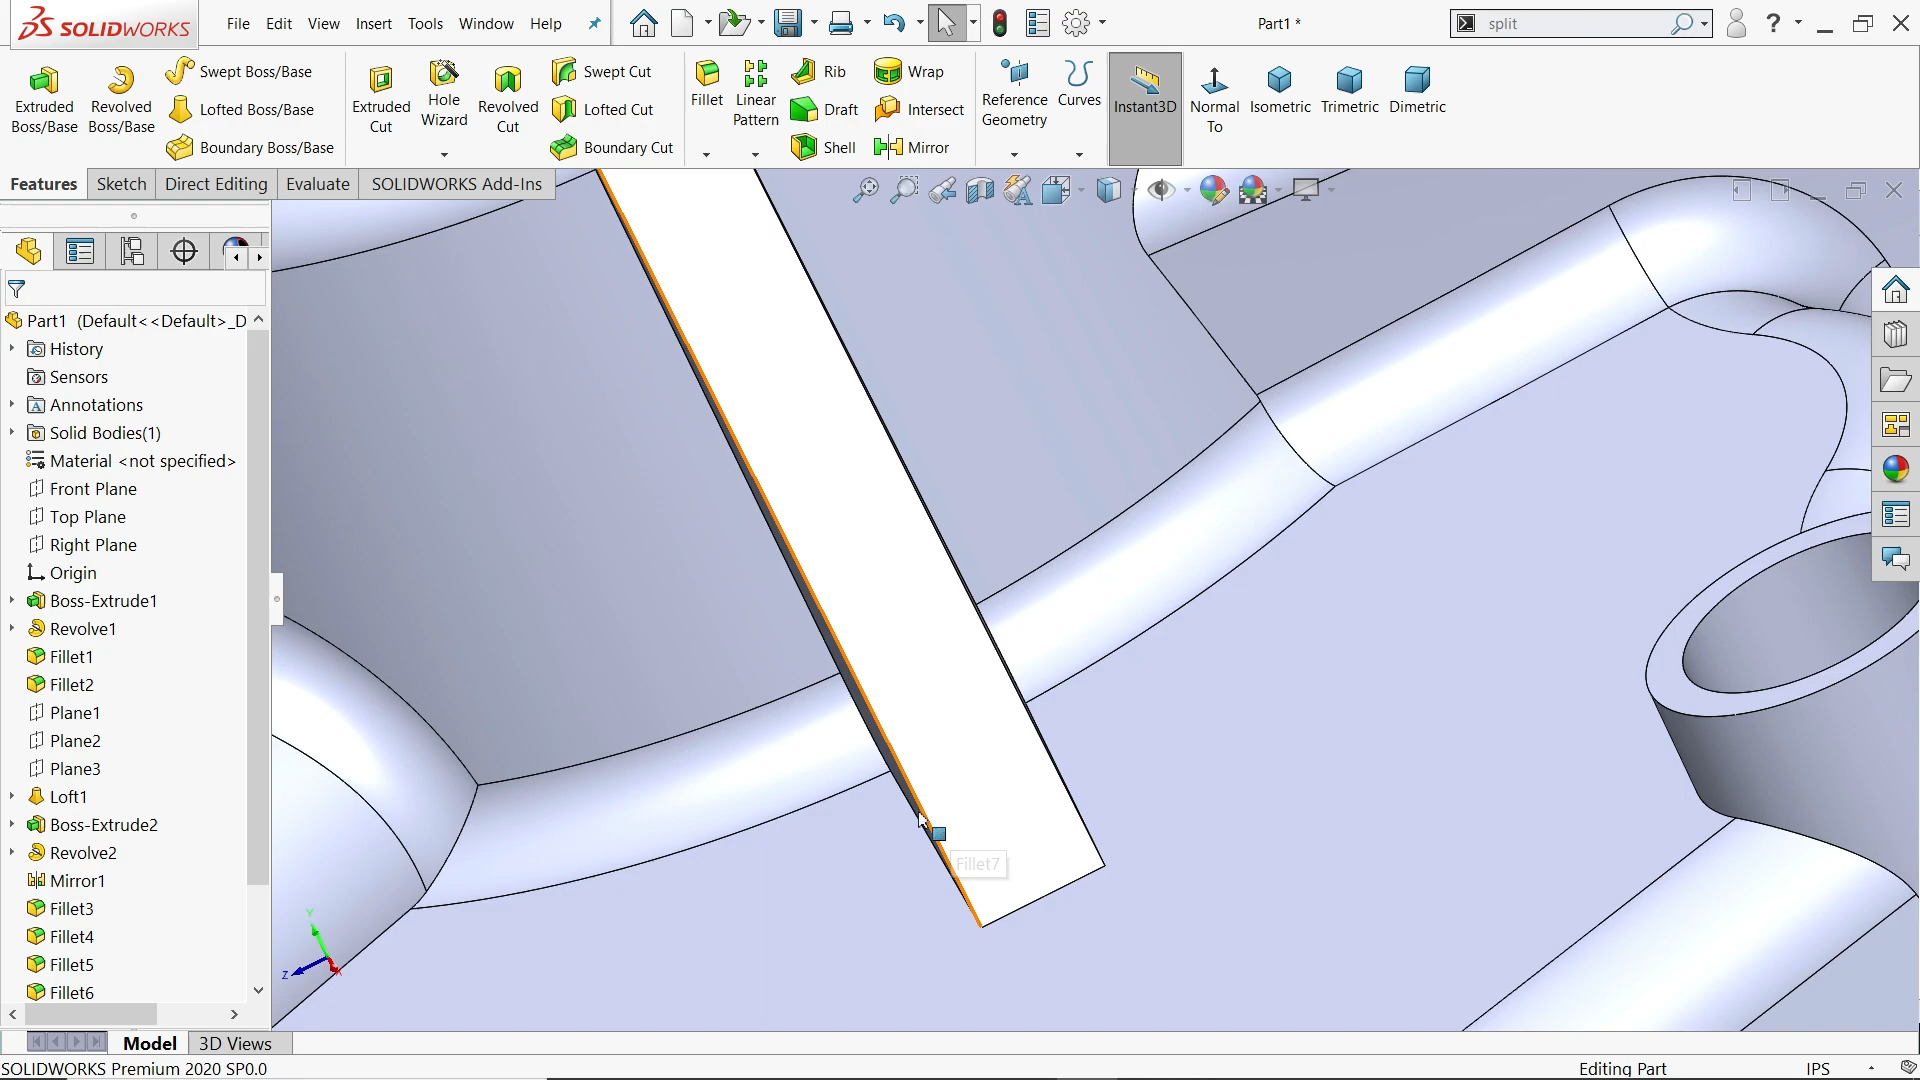 SOLIDWORKS
File Edit View Insert Tools Window Help
Part1 *
split
Extruded Boss/Base
Revolved Boss/Base
Swept Boss/Base
Lofted Boss/Base
Boundary Boss/Base
Extruded Cut
Hole Wizard
Revolved Cut
Swept Cut
Lofted Cut
Boundary Cut
Fillet
Linear Pattern
Rib
Draft
Shell
Wrap
Intersect
Mirror
Reference Geometry
Curves
Instant3D
Normal To
Isometric
Trimetric
Dimetric
Features Sketch Direct Editing Evaluate SOLIDWORKS Add-Ins
Part1 (Default<<Default>_D
History
Sensors
Annotations
Solid Bodies(1)
Material <not specified>
Front Plane
Top Plane
Right Plane
Origin
Boss-Extrude1
Revolve1
Fillet1
Fillet2
Plane1
Plane2
Plane3
Loft1
Boss-Extrude2
Revolve2
Mirror1
Fillet3
Fillet4
Fillet5
Fillet6
Fillet7
Y
Z
X
Model 3D Views
SOLIDWORKS Premium 2020 SP0.0
Editing Part
IPS